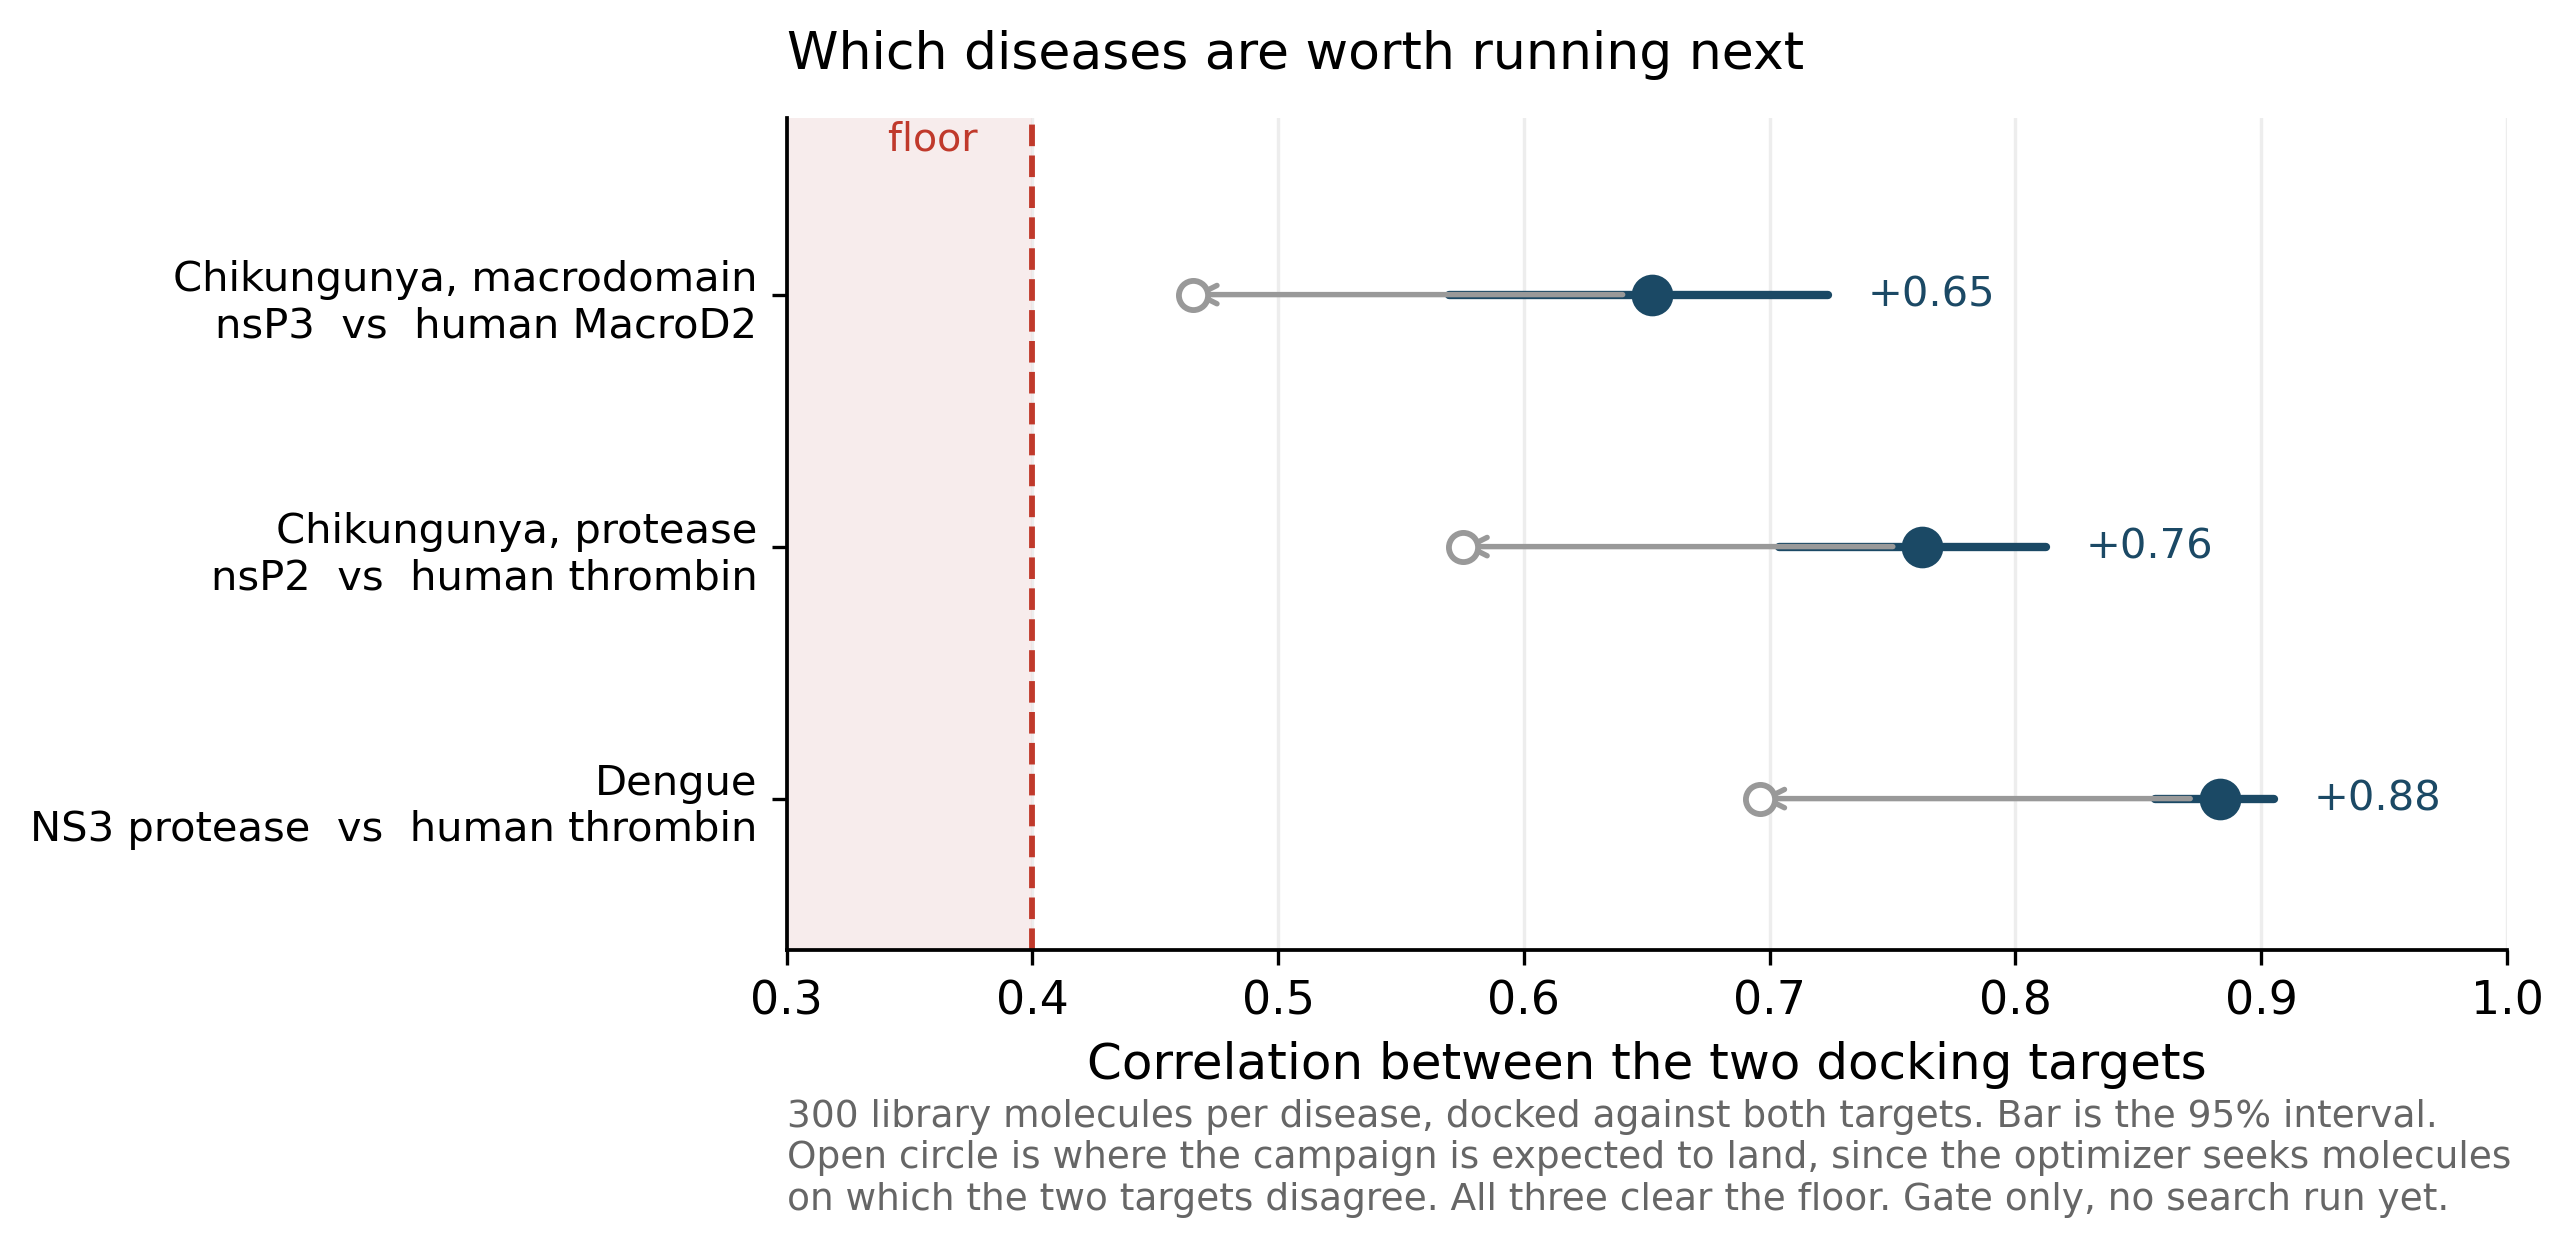 Which diseases are worth running next
floor
Chikungunya, macrodomain
nsP3 vs human MacroD2
+0.65
Chikungunya, protease
nsP2 vs human thrombin
+0.76
Dengue
NS3 protease vs human thrombin
+0.88
0.3 0.4 0.5 0.6 0.7 0.8 0.9 1.0
Correlation between the two docking targets
300 library molecules per disease, docked against both targets. Bar is the 95% interval.
Open circle is where the campaign is expected to land, since the optimizer seeks molecules
on which the two targets disagree. All three clear the floor. Gate only, no search run yet.